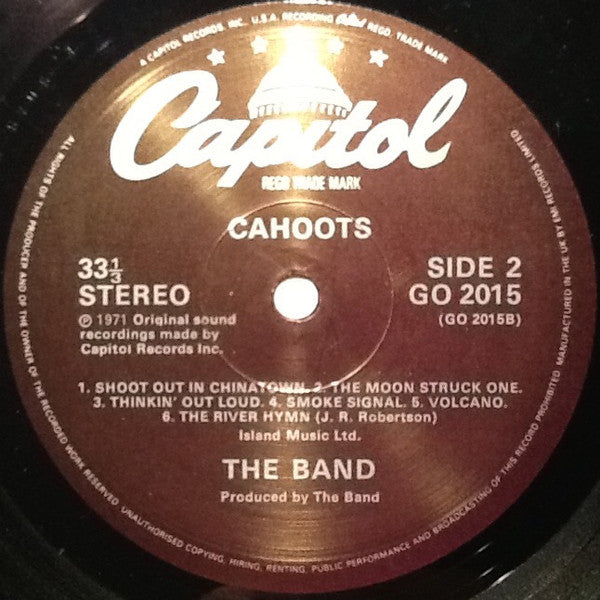 A CAPITOL RECORDS, INC. U.S.A. RECORDING Capitol REGD. TRADE MARK
Capitol
REGD TRADE MARK
CAHOOTS
33⅓
STEREO
SIDE 2
GO 2015
℗ 1971 Original sound
recordings made by
Capitol Records Inc.
(GO 2015B)
1. SHOOT OUT IN CHINATOWN. 2. THE MOON STRUCK ONE.
3. THINKIN' OUT LOUD. 4. SMOKE SIGNAL. 5. VOLCANO.
6. THE RIVER HYMN (J. R. Robertson)
Island Music Ltd.
THE BAND
Produced by The Band
ALL RIGHTS OF THE PRODUCER AND OF THE OWNER OF THE RECORDED WORK RESERVED UNAUTHORISED COPYING, HIRING, RENTING, PUBLIC PERFORMANCE AND BROADCASTING OF THIS RECORD PROHIBITED MANUFACTURED IN THE UK BY EMI RECORDS LIMITED